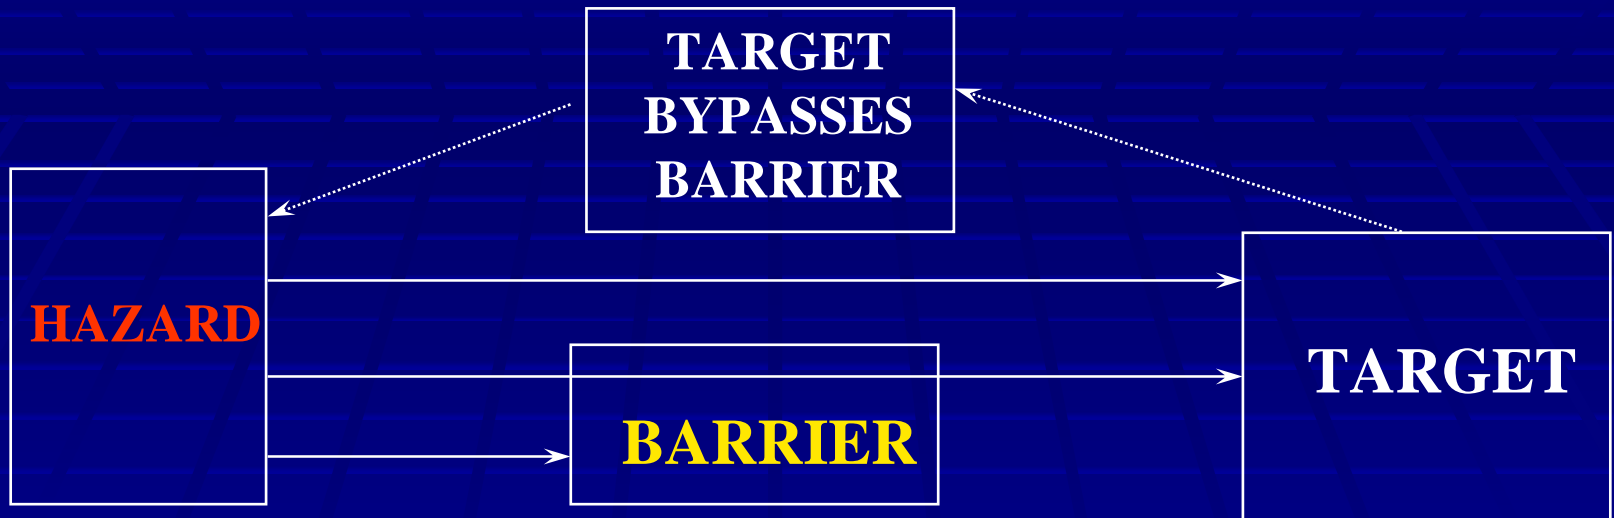 TARGET
BYPASSES
BARRIER
HAZARD
TARGET
BARRIER